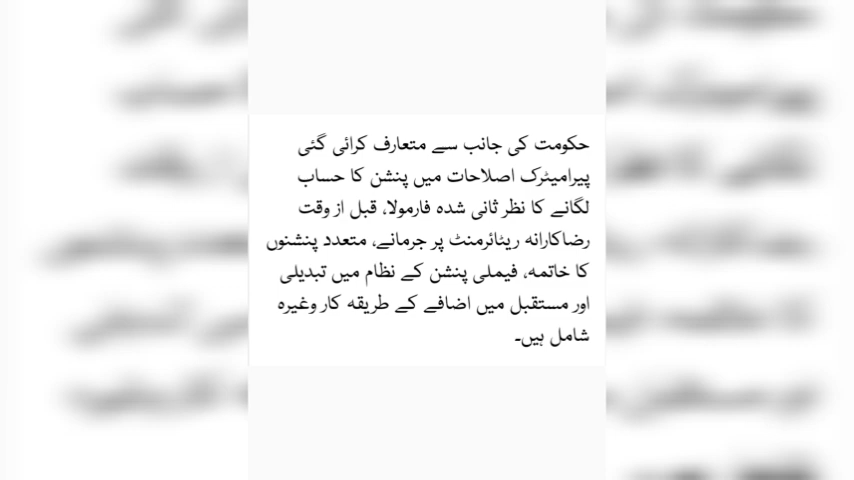 حکومت کی جانب سے متعارف کرائی گئی
پیرامیٹرک اصلاحات میں پنشن کا حساب
لگانے کا نظر ثانی شدہ فارمولا، قبل از وقت
رضاکارانہ ریٹائرمنٹ پر جرمانے، متعدد پنشنوں
کا خاتمہ، فیملی پنشن کے نظام میں تبدیلی
اور مستقبل میں اضافے کے طریقہ کار وغیرہ
شامل ہیں۔